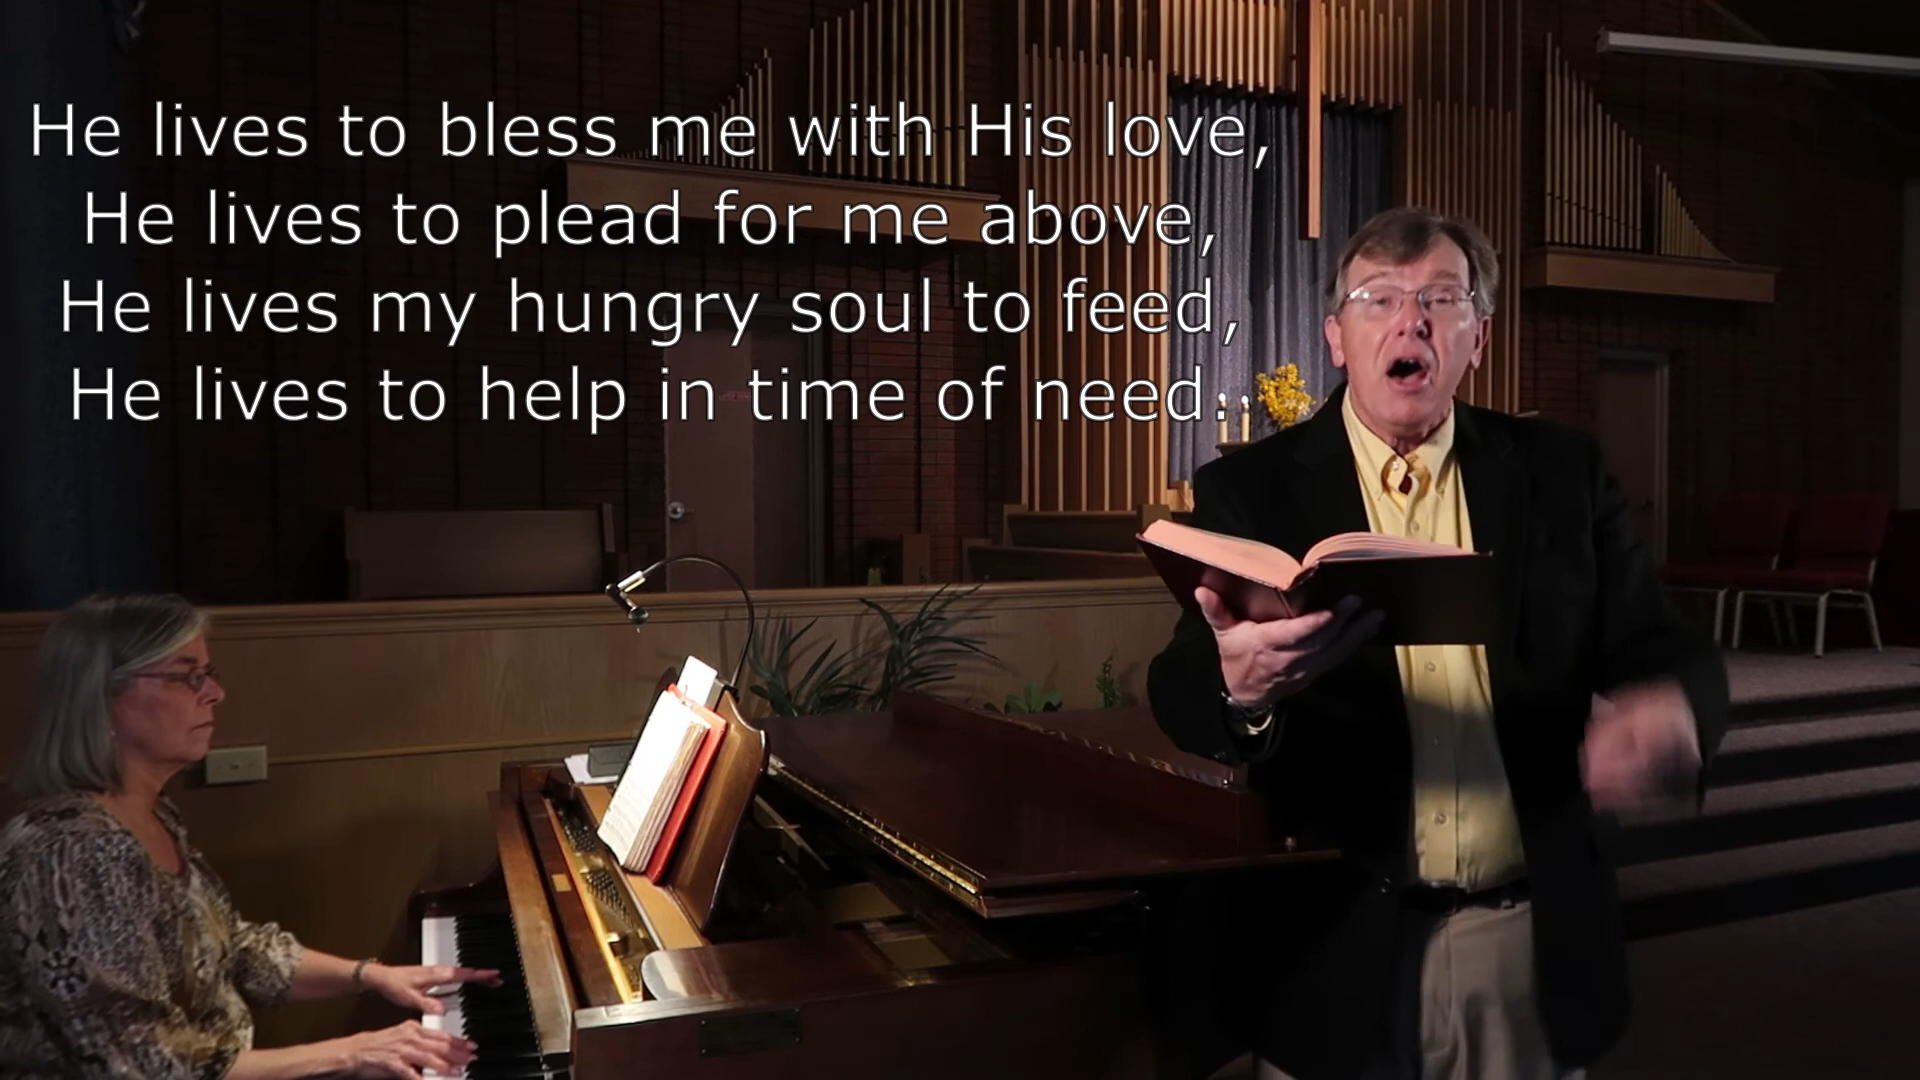 He lives to bless me with His love,
He lives to plead for me above,
He lives my hungry soul to feed,
He lives to help in time of need.